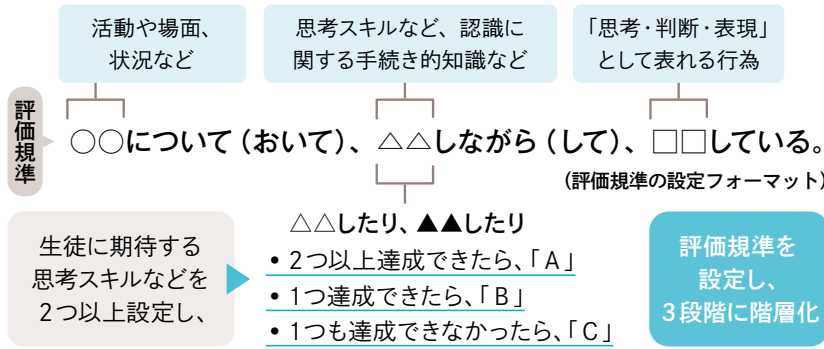 活動や場面、
状況など
思考スキルなど、認識に
関する手続き的知識など
「思考・判断・表現」
として表れる行為
評価規準
○○について(おいて)、△△しながら(して)、□□している。
(評価規準の設定フォーマット)
△△したり、▲▲したり
生徒に期待する
思考スキルなどを
2つ以上設定し、
• 2つ以上達成できたら、「A」
• 1つ達成できたら、「B」
• 1つも達成できなかったら、「C」
評価規準を
設定し、
3段階に階層化